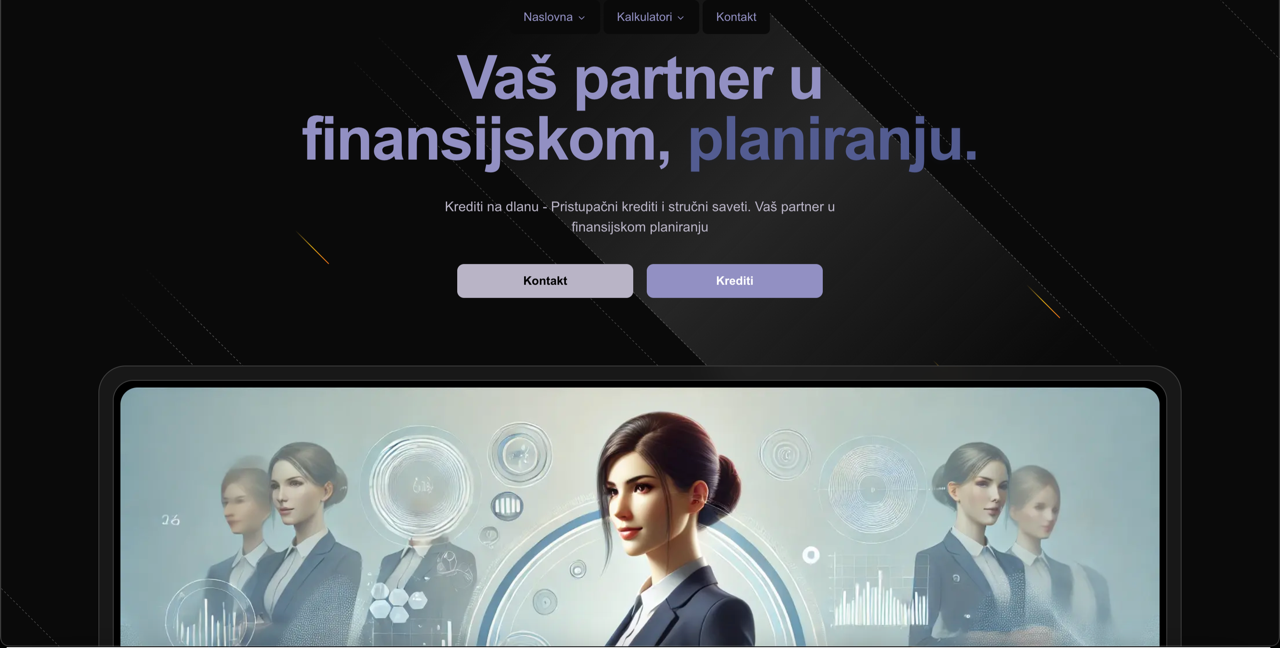 Naslovna Kalkulatori Kontakt
Vaš partner u
finansijskom, planiranju.
Krediti na dlanu - Pristupačni krediti i stručni saveti. Vaš partner u
finansijskom planiranju
Kontakt Krediti